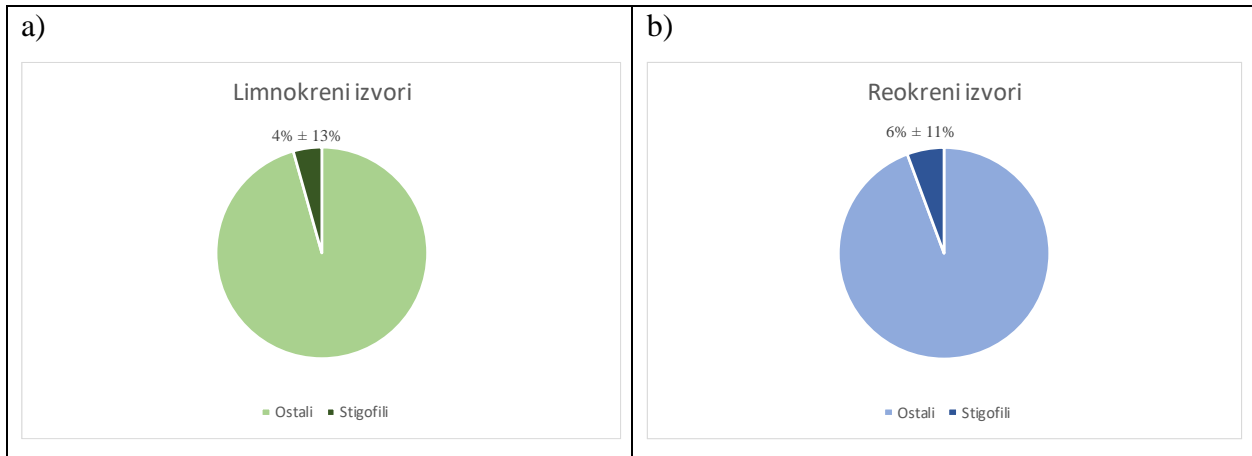 a)
Limnokreni izvori
4% ± 13%
Ostali Stigofili
b)
Reokreni izvori
6% ± 11%
Ostali Stigofili